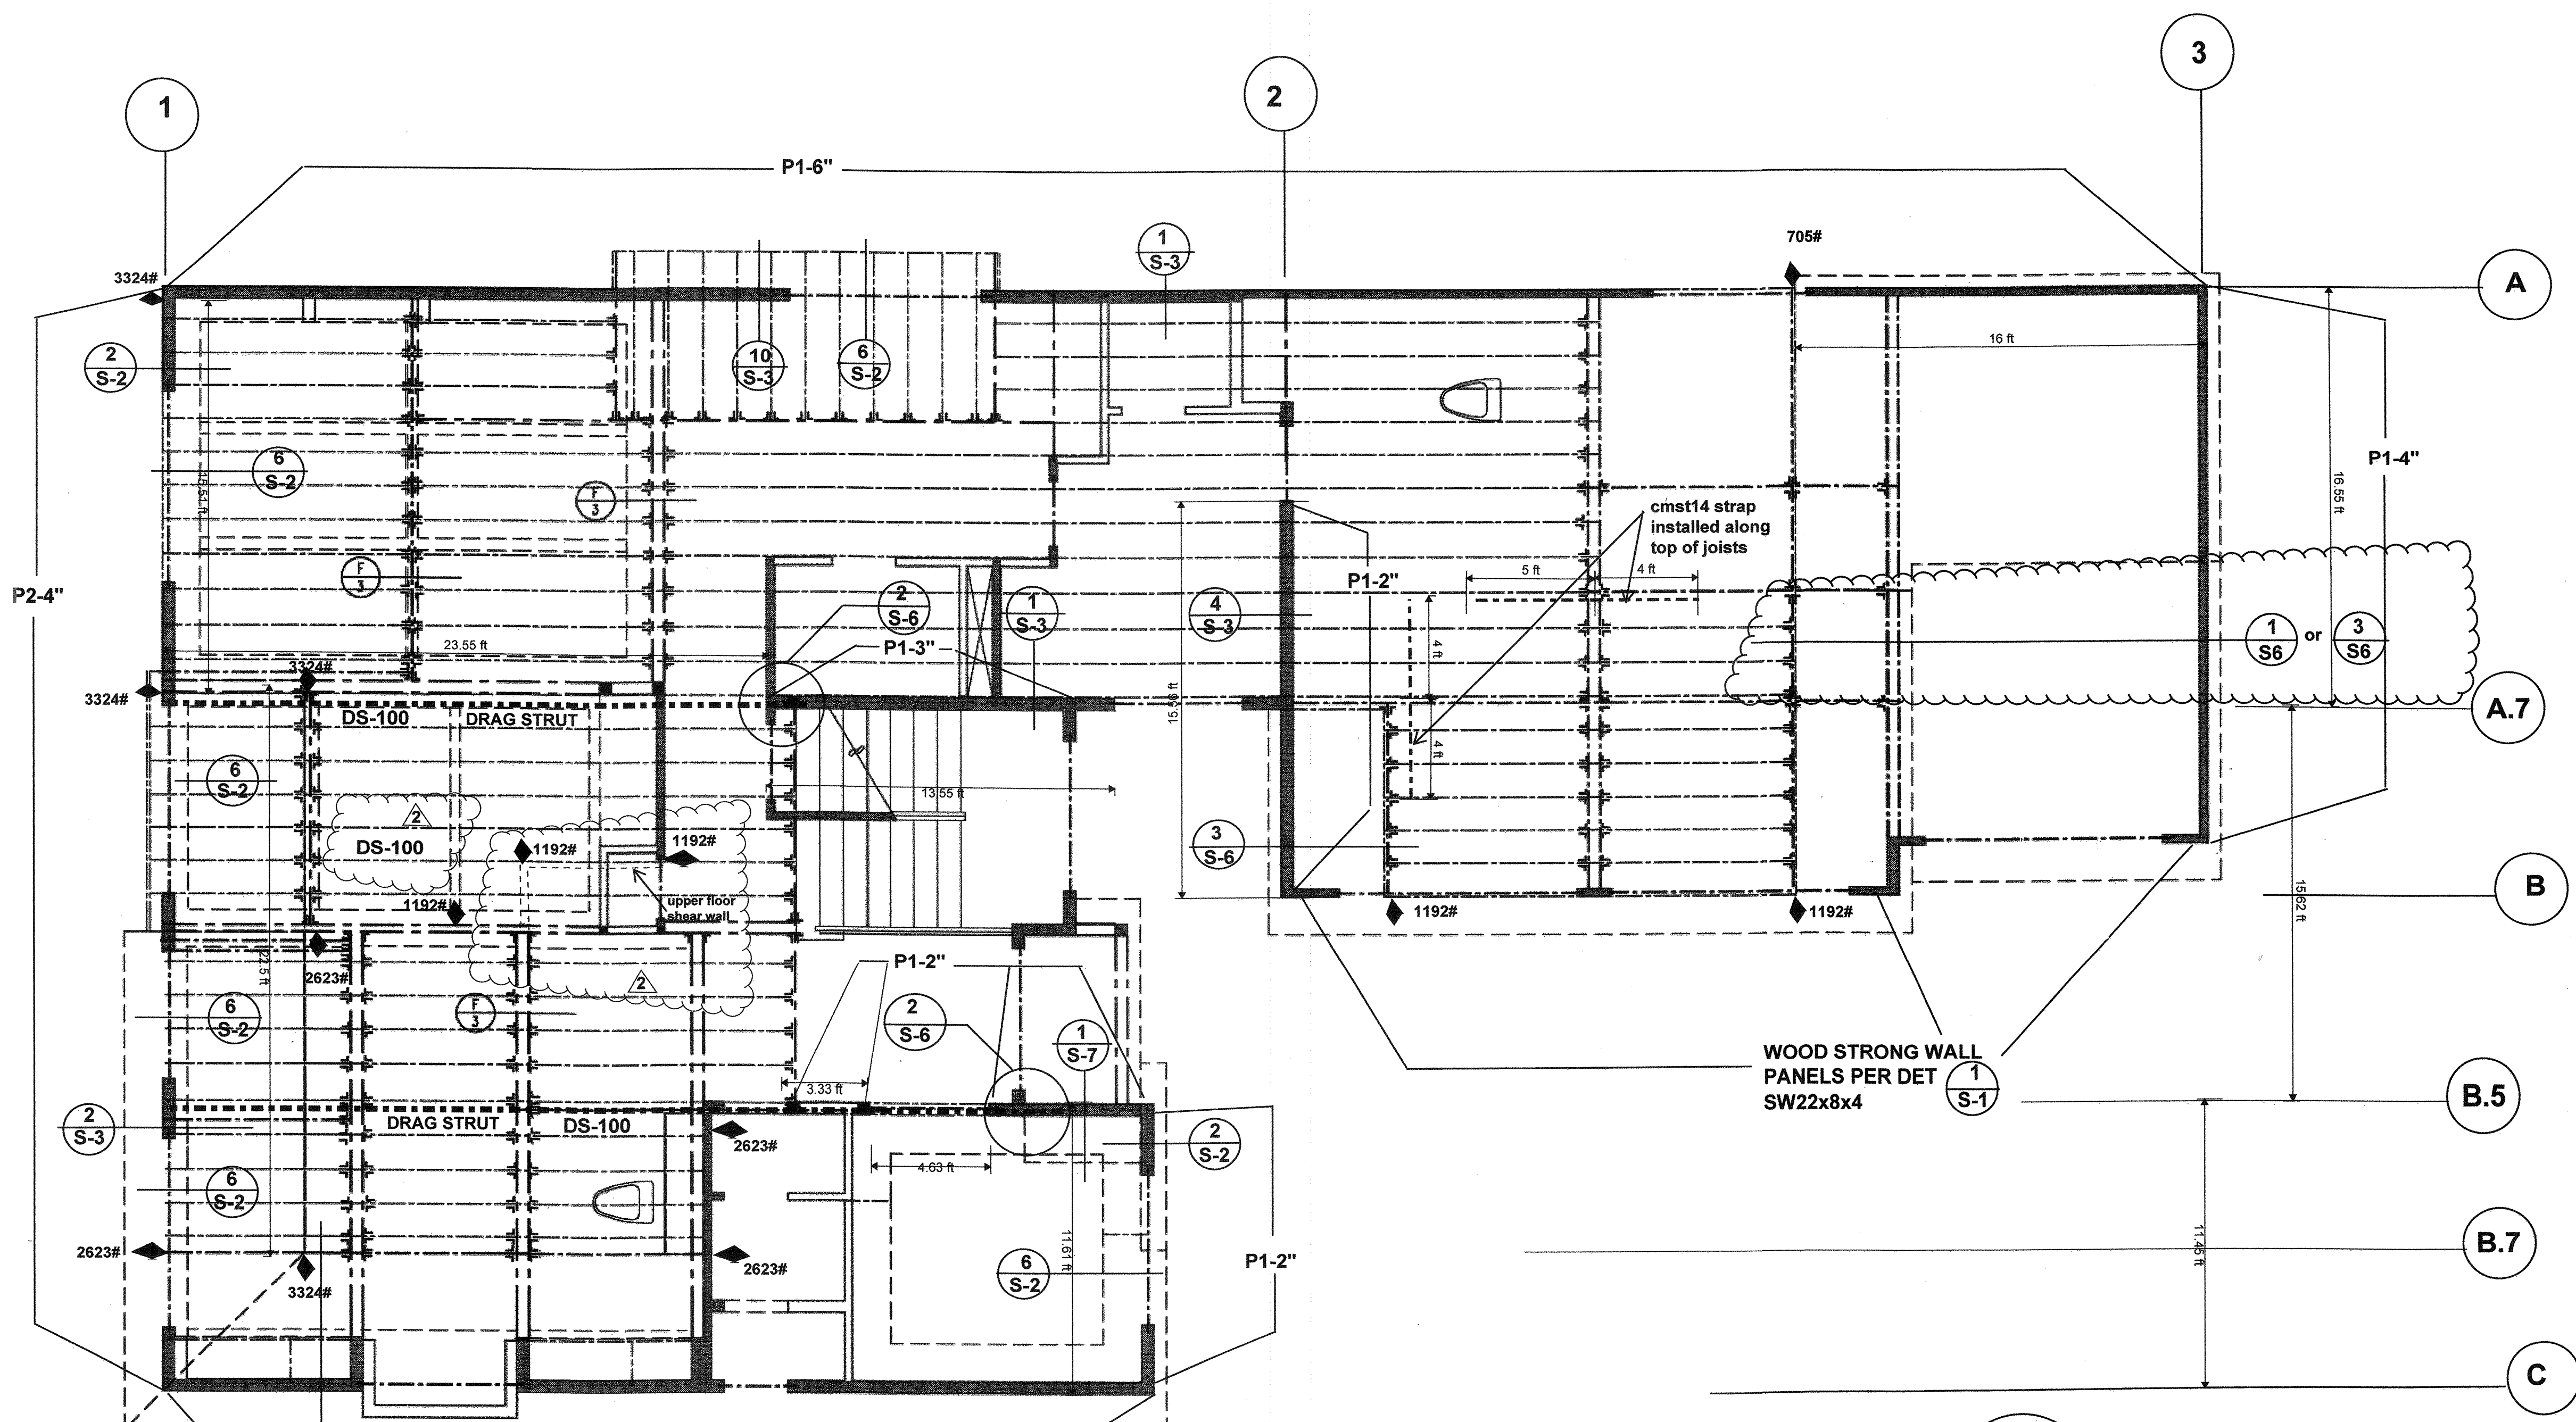 1
2
3
P1-6"
1
S-3
705#
3324#
A
2
S-2
10
S-3
6
S-2
16 ft
6
S-2
15.51 ft
F
3
cmst14 strap
installed along
top of joists
P1-4"
16.55 ft
F
3
5 ft
4 ft
P1-2"
P2-4"
2
S-6
1
S-3
4
S-3
1
S6
or
3
S6
23.55 ft
P1-3"
4 ft
3324#
3324#
DS-100
DRAG STRUT
15.59 ft
A.7
4 ft
6
S-2
13.55 ft
2
DS-100
1192#
1192#
3
S-6
upper floor
shear wall
1192#
1192#
1192#
B
15.62 ft
2623#
22.5 ft
P1-2"
2
6
S-2
F
3
2
S-6
1
S-7
WOOD STRONG WALL
PANELS PER DET
SW22x8x4
1
S-1
B.5
3.33 ft
2
S-3
DRAG STRUT
DS-100
2623#
2
S-2
4.63 ft
6
S-2
11.61 ft
11.45 ft
B.7
2623#
2623#
6
S-2
P1-2"
3324#
C